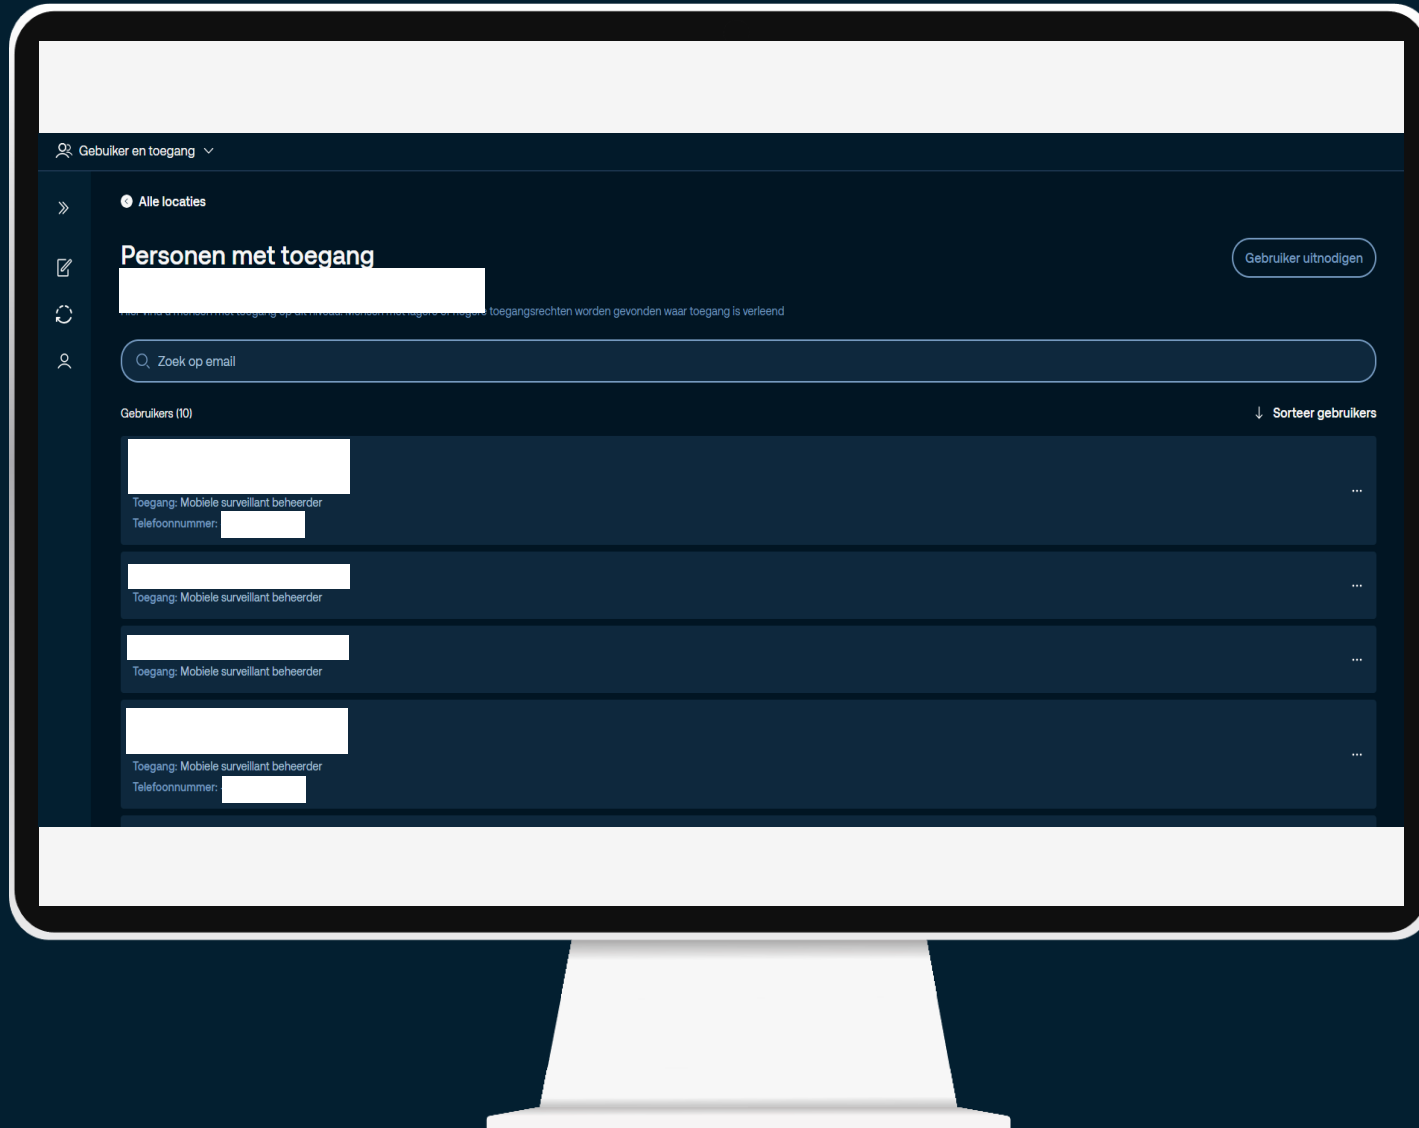 Gebuiker en toegang
Alle locaties
Personen met toegang
Gebruiker uitnodigen
toegangsrechten worden gevonden waar toegang is verleend
Zoek op email
Gebruikers (10)
Sorteer gebruikers
Toegang: Mobiele surveillant beheerder
Telefoonnummer:
Toegang: Mobiele surveillant beheerder
Toegang: Mobiele surveillant beheerder
Toegang: Mobiele surveillant beheerder
Telefoonnummer: